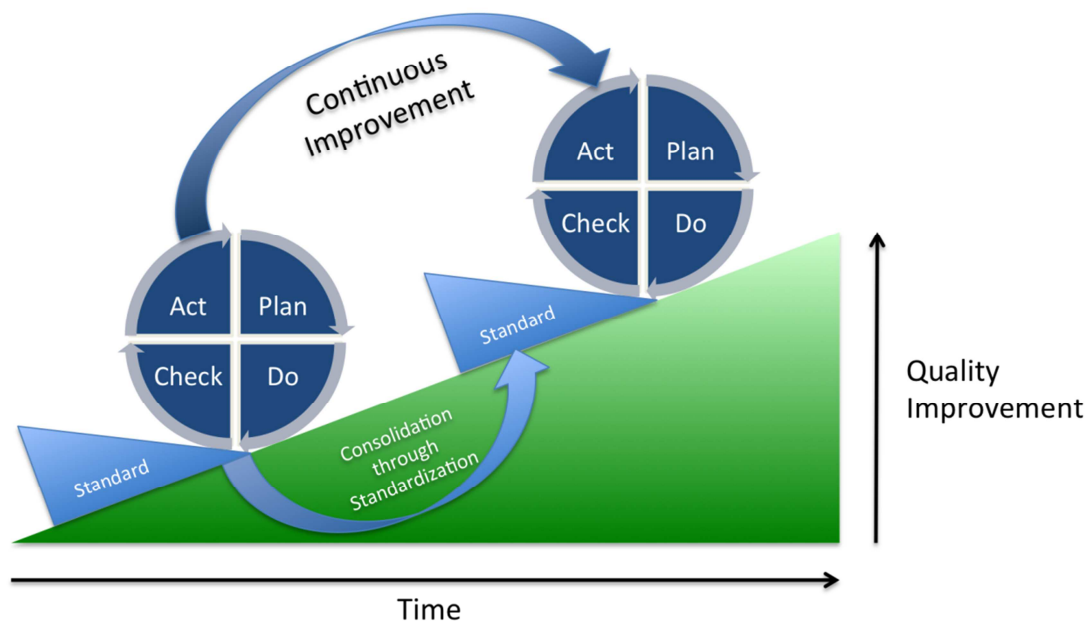 Continuous
Improvement
Act
Plan
Check
Do
Act
Plan
Check
Do
Standard
Standard
Consolidation
through
Standardization
Quality
Improvement
Time